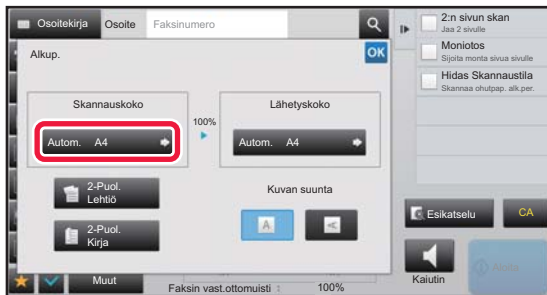 Osoitekirja Osoite Faksinumero
2:n sivun skan
Jaa 2 sivulle
Moniotos
Sijoita monta sivua sivulle
Hidas Skannaustila
Skannaa ohutpap. alk.per.
Alkup. OK
Skannauskoko 100% Lähetyskoko
Autom. A4 Autom. A4
2-Puol.
Lehtiö
Kuvan suunta
2-Puol.
Kirja
A A
Esikatselu CA
Kaiutin Aloita
Muut Faksin vast.ottomuisti : 100%